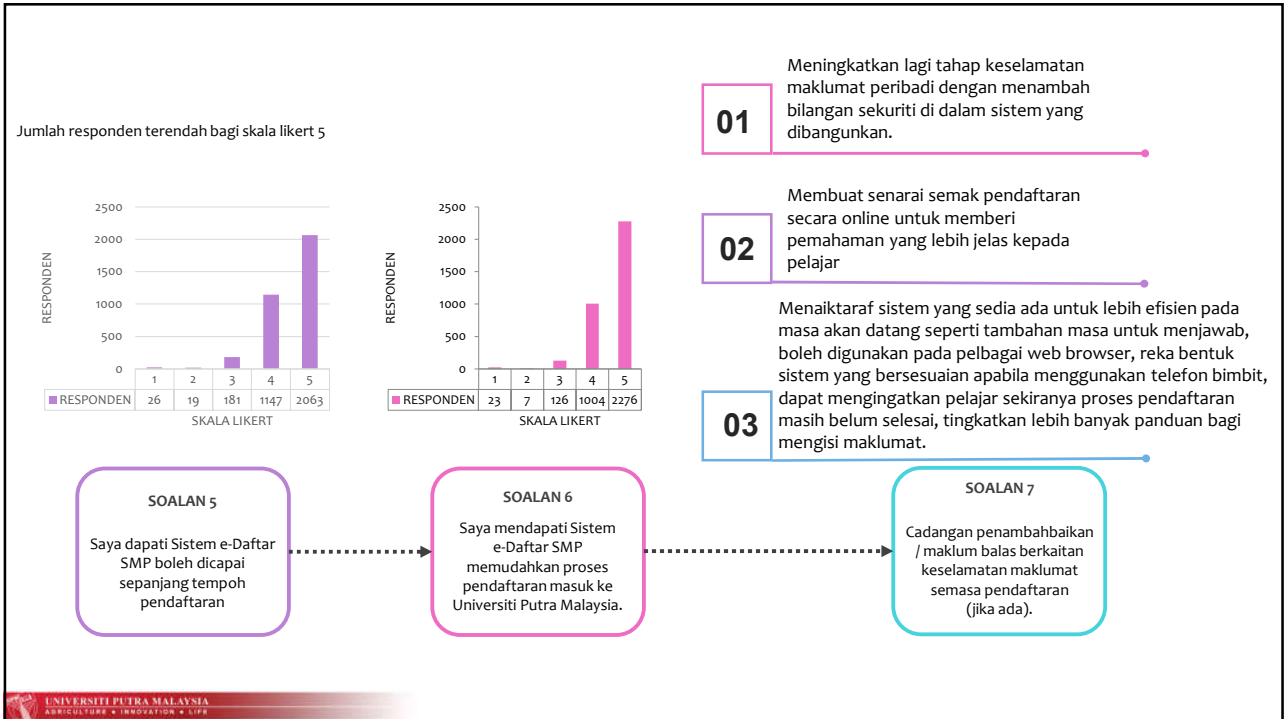 Jumlah responden terendah bagi skala likert 5
2500
2000
1500
1000
500
0
RESPONDEN
1 2 3 4 5
RESPONDEN 26 19 181 1147 2063
SKALA LIKERT
2500
2000
1500
1000
500
0
RESPONDEN
1 2 3 4 5
RESPONDEN 23 7 126 1004 2276
SKALA LIKERT
01
Meningkatkan lagi tahap keselamatan
maklumat peribadi dengan menambah
bilangan sekuriti di dalam sistem yang
dibangunkan.
02
Membuat senarai semak pendaftaran
secara online untuk memberi
pemahaman yang lebih jelas kepada
pelajar
03
Menaiktaraf sistem yang sedia ada untuk lebih efisien pada
masa akan datang seperti tambahan masa untuk menjawab,
boleh digunakan pada pelbagai web browser, reka bentuk
sistem yang bersesuaian apabila menggunakan telefon bimbit,
dapat mengingatkan pelajar sekiranya proses pendaftaran
masih belum selesai, tingkatkan lebih banyak panduan bagi
mengisi maklumat.
SOALAN 5
Saya dapati Sistem e-Daftar
SMP boleh dicapai
sepanjang tempoh
pendaftaran
SOALAN 6
Saya mendapati Sistem
e-Daftar SMP
memudahkan proses
pendaftaran masuk ke
Universiti Putra Malaysia.
SOALAN 7
Cadangan penambahbaikan
/ maklum balas berkaitan
keselamatan maklumat
semasa pendaftaran
(jika ada).
UNIVERSITI PUTRA MALAYSIA
AGRICULTURE • INNOVATION • LIFE